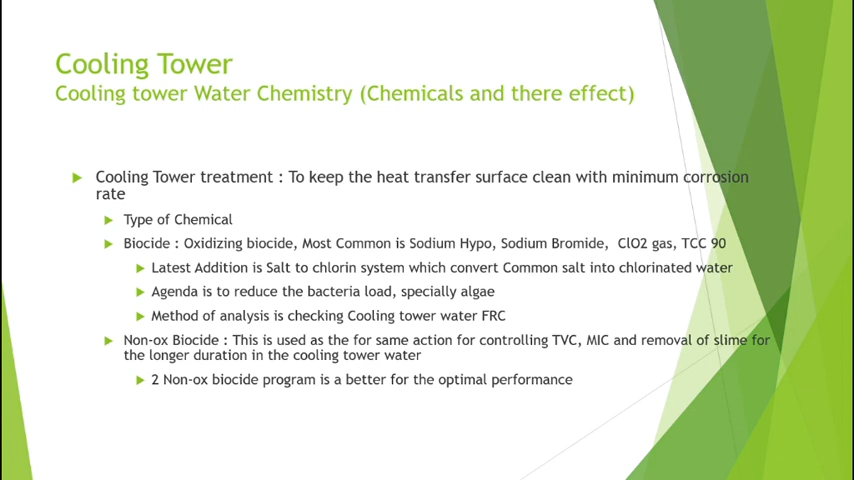 Cooling Tower
Cooling tower Water Chemistry (Chemicals and there effect)
Cooling Tower treatment : To keep the heat transfer surface clean with minimum corrosion
rate
Type of Chemical
Biocide : Oxidizing biocide, Most Common is Sodium Hypo, Sodium Bromide, ClO2 gas, TCC 90
Latest Addition is Salt to chlorin system which convert Common salt into chlorinated water
Agenda is to reduce the bacteria load, specially algae
Method of analysis is checking Cooling tower water FRC
Non-ox Biocide : This is used as the for same action for controlling TVC, MIC and removal of slime for
the longer duration in the cooling tower water
2 Non-ox biocide program is a better for the optimal performance